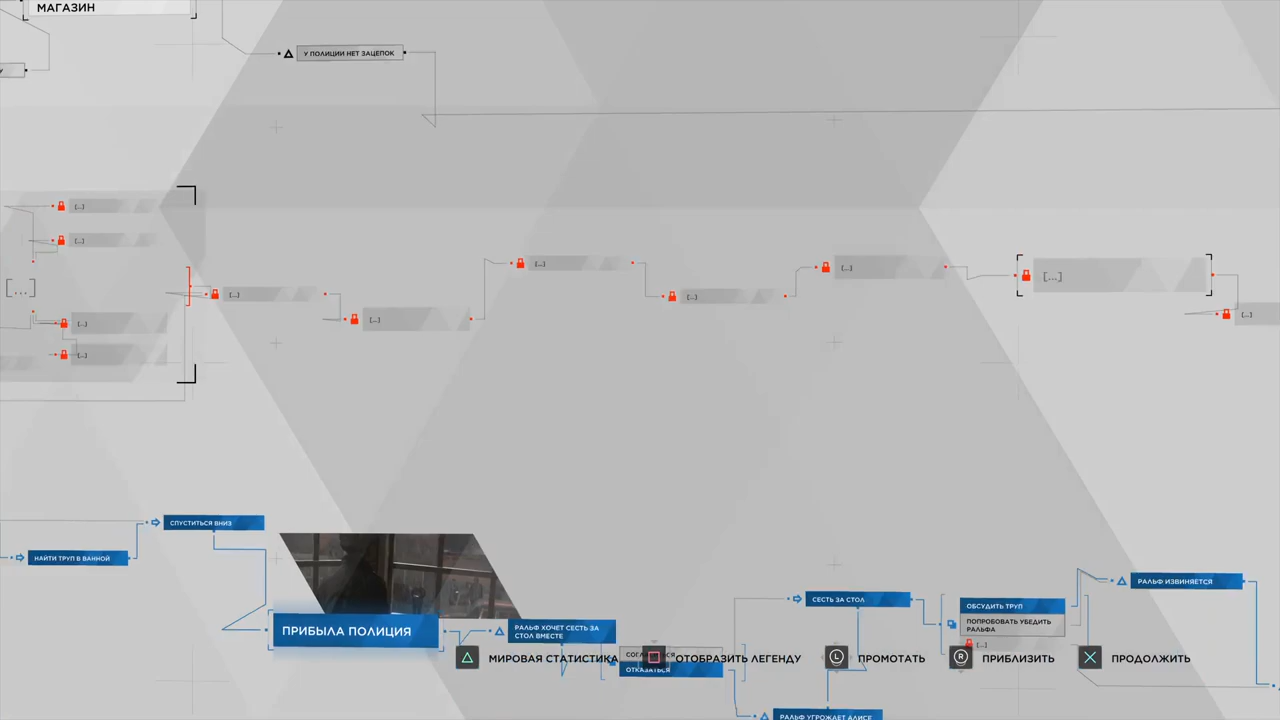 МАГАЗИН
У ПОЛИЦИИ НЕТ ЗАЦЕПОК
[...]
[...]
[...]
[...]
[...]
[...]
[...]
[...]
[...]
[...]
[...]
[...]
СПУСТИТЬСЯ ВНИЗ
НАЙТИ ТРУП В ВАННОЙ
ПРИБЫЛА ПОЛИЦИЯ
РАЛЬФ ХОЧЕТ СЕСТЬ ЗА
СТОЛ ВМЕСТЕ
ОТКАЗАТЬСЯ
СЕСТЬ ЗА СТОЛ
ОБСУДИТЬ ТРУП
ПОПРОБОВАТЬ УБЕДИТЬ
РАЛЬФА
[...]
РАЛЬФ ИЗВИНЯЕТСЯ
РАЛЬФ УГРОЖАЕТ АЛИСЕ
МИРОВАЯ СТАТИСТИКА
ОТОБРАЗИТЬ ЛЕГЕНДУ
L ПРОМОТАТЬ
R ПРИБЛИЗИТЬ
ПРОДОЛЖИТЬ